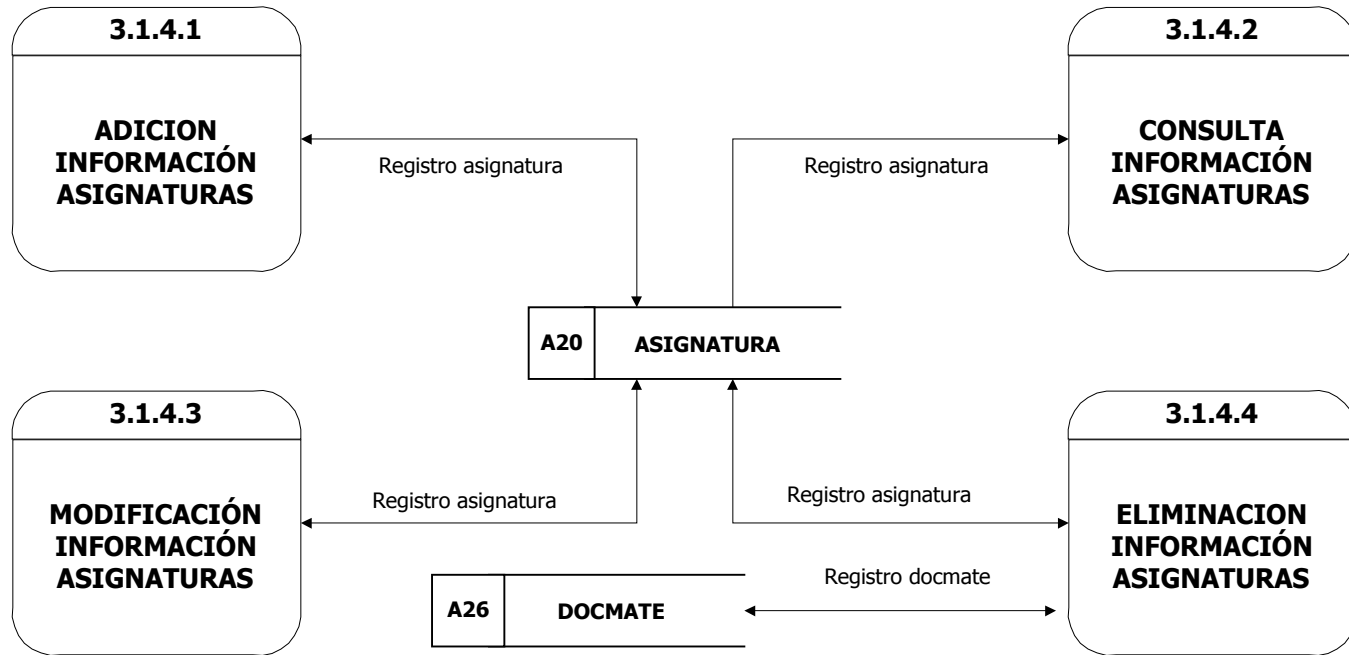 3.1.4.1
ADICION
INFORMACIÓN
ASIGNATURAS
Registro asignatura
3.1.4.2
CONSULTA
INFORMACIÓN
ASIGNATURAS
Registro asignatura
A20
ASIGNATURA
3.1.4.3
MODIFICACIÓN
INFORMACIÓN
ASIGNATURAS
Registro asignatura
3.1.4.4
ELIMINACION
INFORMACIÓN
ASIGNATURAS
Registro asignatura
Registro docmate
A26
DOCMATE